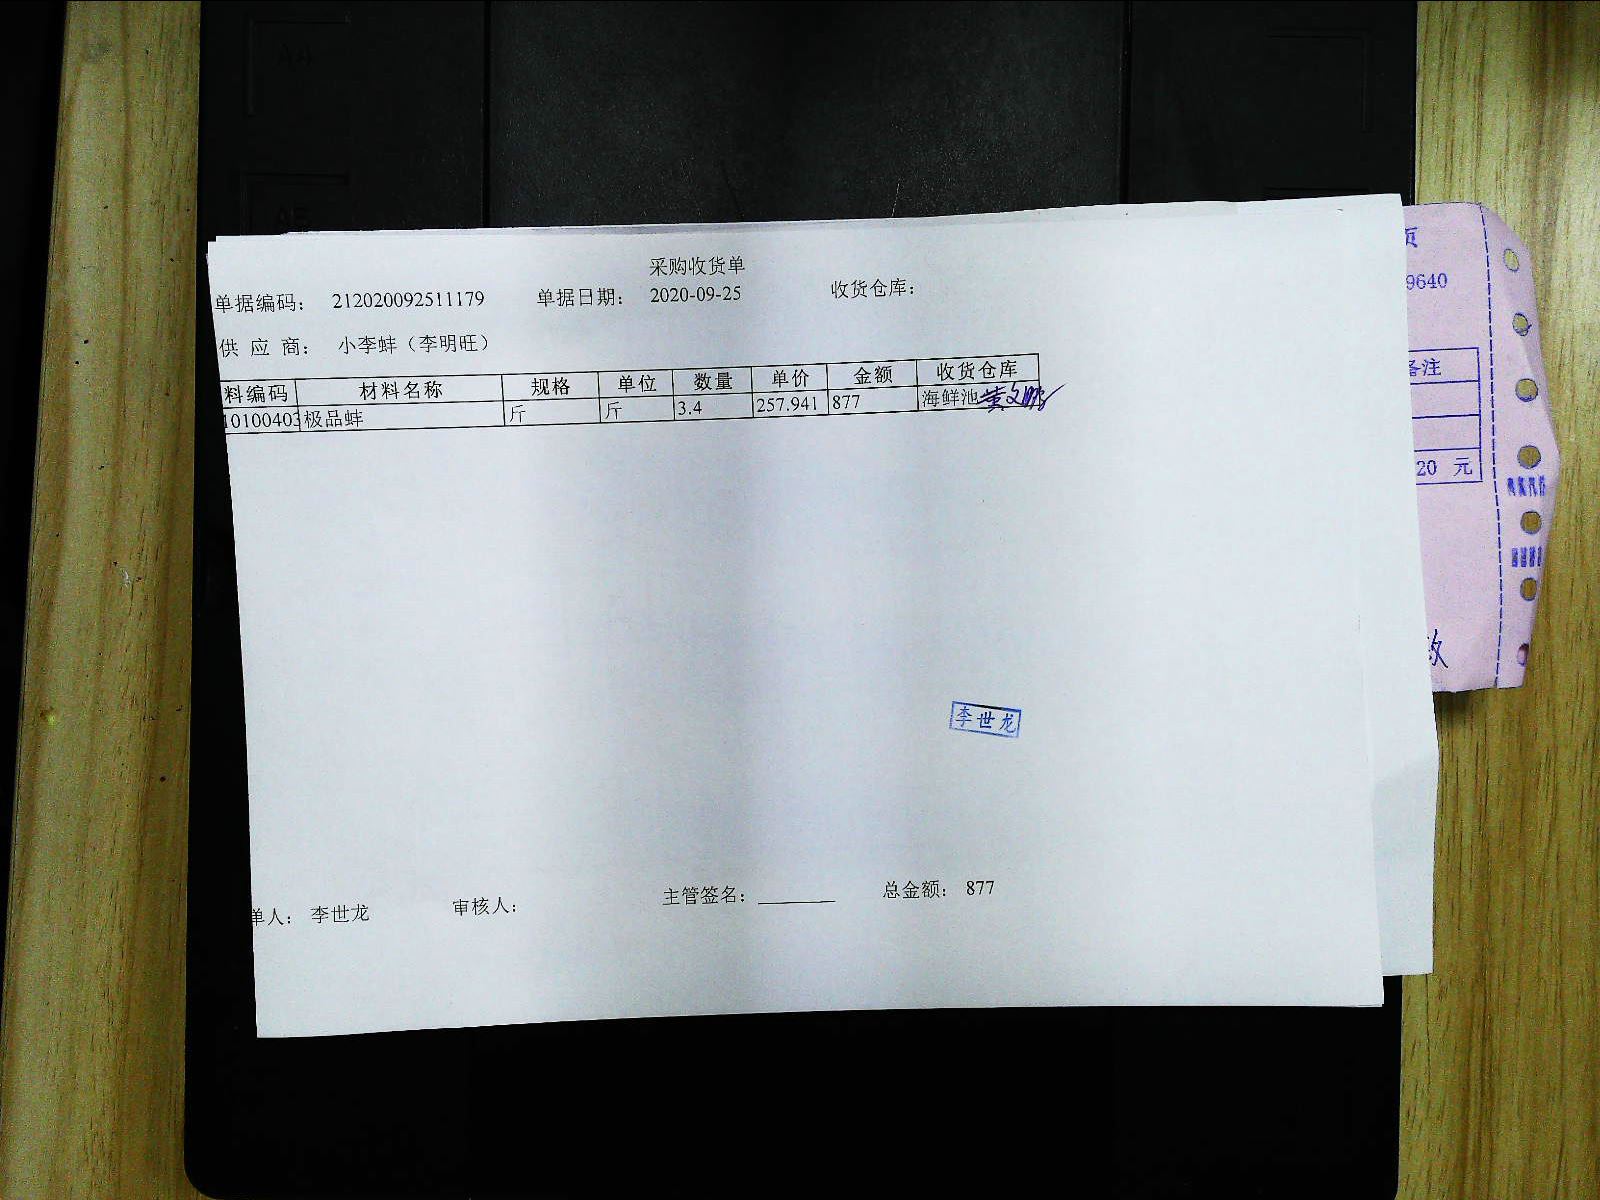 采购收货单
单据编码： 212020092511179 单据日期： 2020-09-25 收货仓库：
供 应 商： 小李蚌（李明旺）
料编码 材料名称 规格 单位 数量 单价 金额 收货仓库
10100403 极品蚌 斤 斤 3.4 257.941 877 海鲜池
李世龙
单人： 李世龙 审核人： 主管签名： 总金额： 877
页
9640
备注
20 元
A4
A5